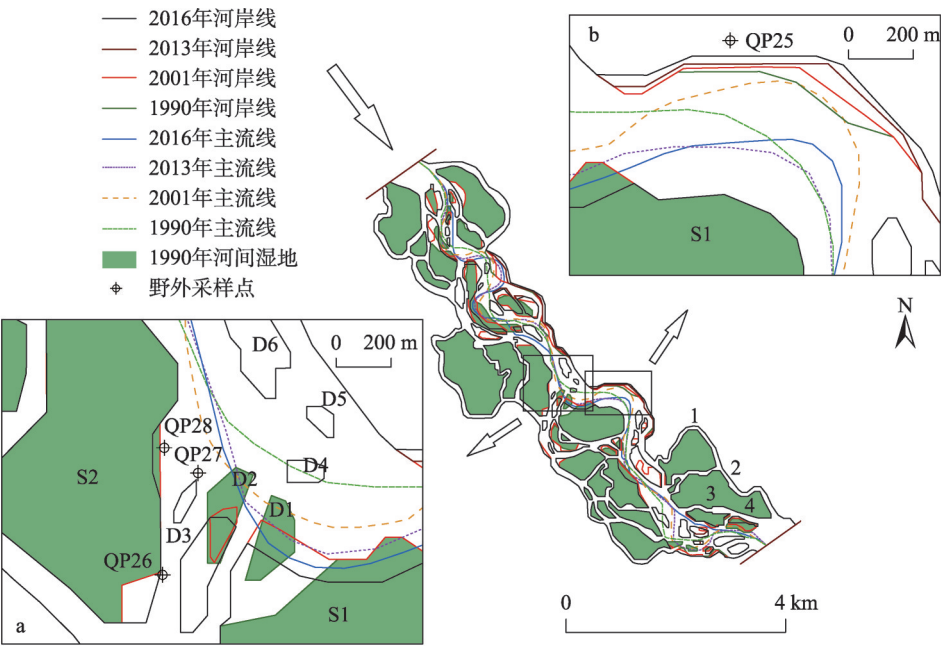 2016年河岸线
2013年河岸线
2001年河岸线
1990年河岸线
2016年主流线
2013年主流线
2001年主流线
1990年主流线
1990年河间湿地
野外采样点
b
QP25
0 200 m
S1
N
0 200 m
D6
D5
QP28
QP27
D4
S2
D2
D1
D3
QP26
S1
a
1
2
3
4
0 4 km